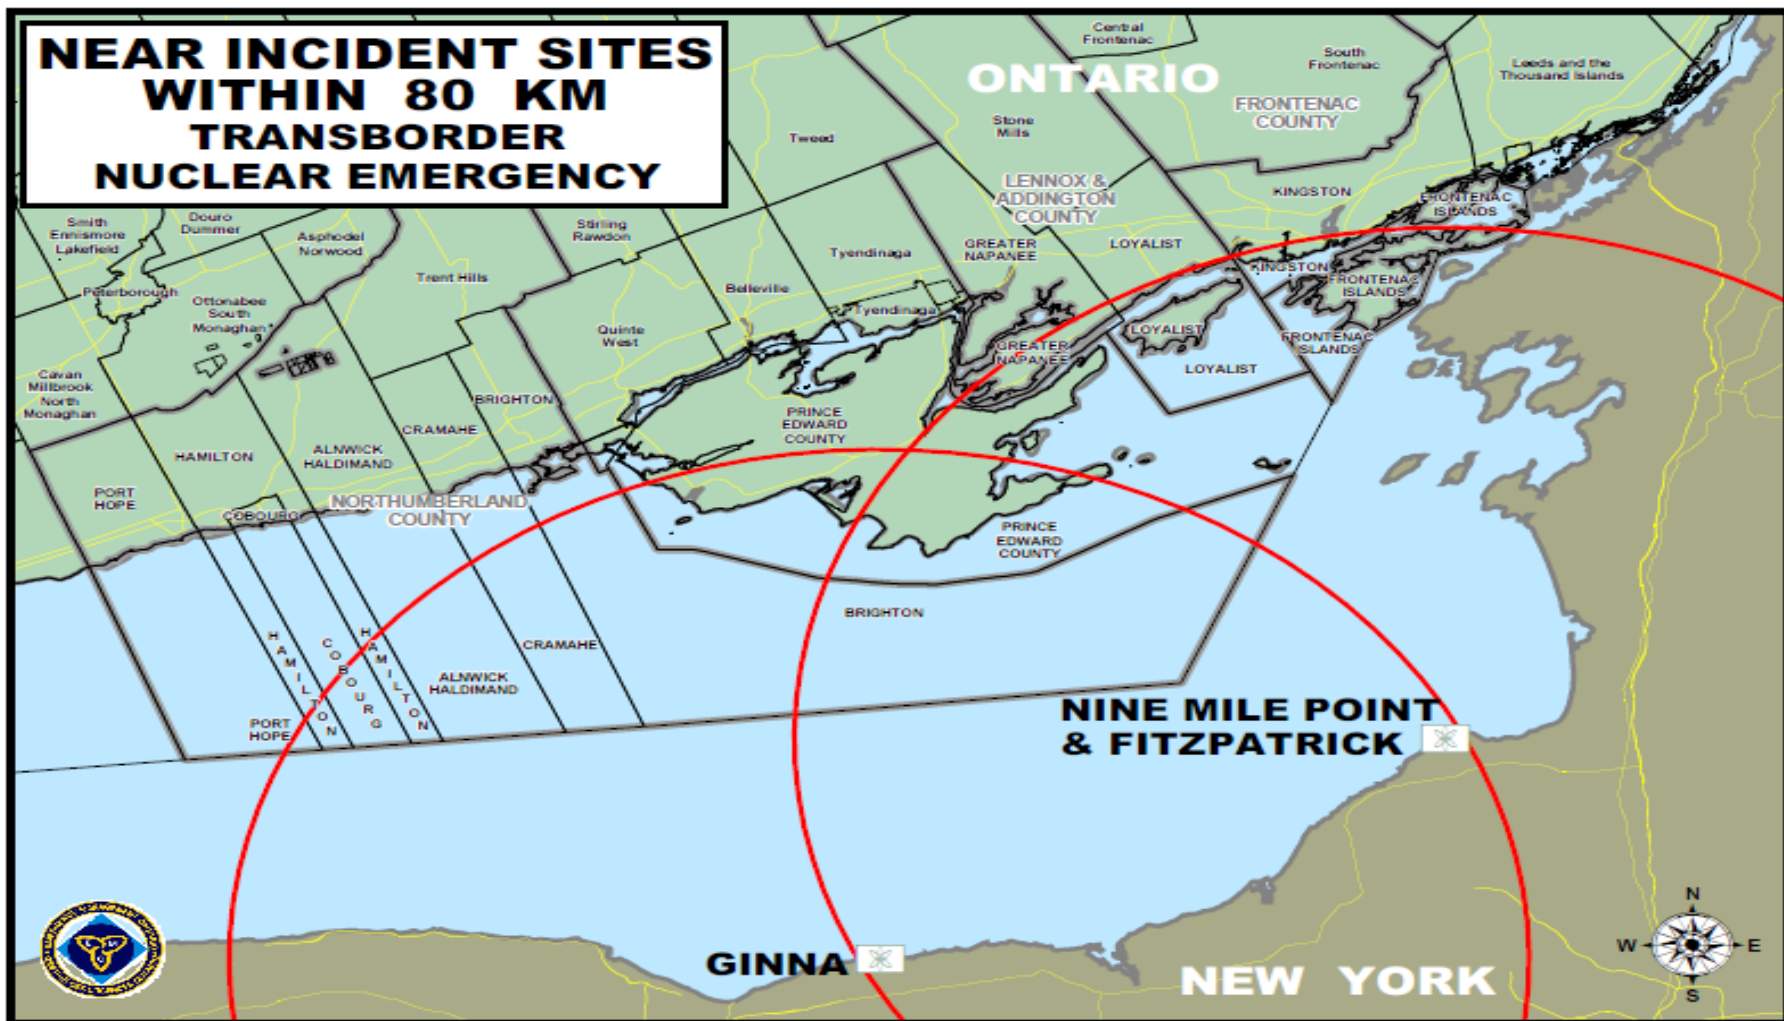 NEAR INCIDENT SITES
WITHIN 80 KM
TRANSBORDER
NUCLEAR EMERGENCY
ONTARIO
Central
Frontenac
South
Frontenac
Leeds and the
Thousand Islands
FRONTENAC
COUNTY
Stone
Mills
Tweed
LENNOX &
ADDINGTON
COUNTY
KINGSTON
FRONTENAC
ISLANDS
Smith
Ennismore
Lakefield
Douro
Dummer
Asphodel
Norwood
Stirling
Rawdon
Tyendinaga
GREATER
NAPANEE
LOYALIST
Peterborough
Ottonabee
South
Monaghan
Trent Hills
Belleville
Tyendinaga
KINGSTON
FRONTENAC
ISLANDS
Quinte
West
GREATER
NAPANEE
LOYALIST
FRONTENAC
ISLANDS
LOYALIST
Cavan
Millbrook
North
Monaghan
BRIGHTON
CRAMAHE
PRINCE
EDWARD
COUNTY
HAMILTON
ALNWICK
HALDIMAND
PORT
HOPE
COBOURG
NORTHUMBERLAND
COUNTY
PRINCE
EDWARD
COUNTY
BRIGHTON
HAMILTON
COBOURG
HAMILTON
CRAMAHE
ALNWICK
HALDIMAND
PORT
HOPE
NINE MILE POINT
& FITZPATRICK
GINNA
NEW YORK
N
W
E
S